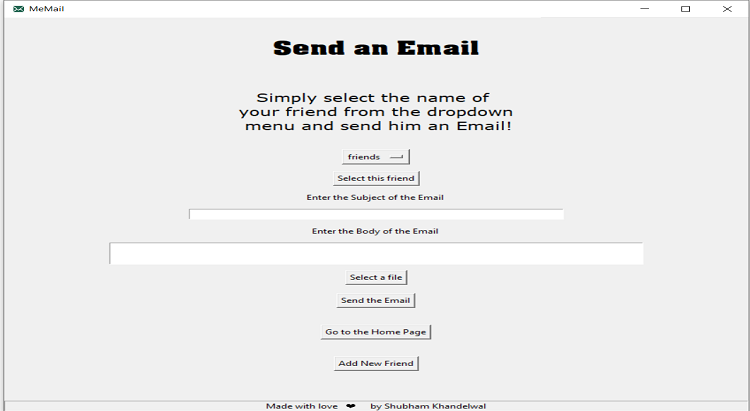 MeMail
Send an Email
Simply select the name of
your friend from the dropdown
menu and send him an Email!
friends
Select this friend
Enter the Subject of the Email
Enter the Body of the Email
Select a file
Send the Email
Go to the Home Page
Add New Friend
Made with love ❤ by Shubham Khandelwal